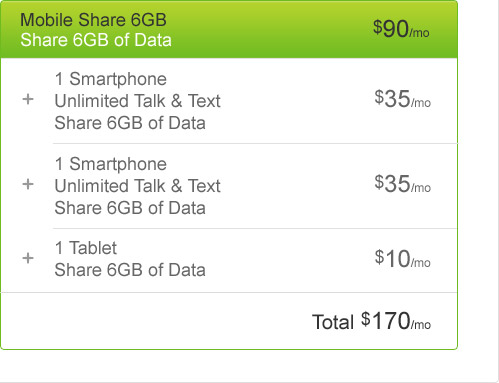 Mobile Share 6GB
Share 6GB of Data
$90/mo
+
1 Smartphone
Unlimited Talk & Text
Share 6GB of Data
$35/mo
+
1 Smartphone
Unlimited Talk & Text
Share 6GB of Data
$35/mo
+
1 Tablet
Share 6GB of Data
$10/mo
Total $170/mo